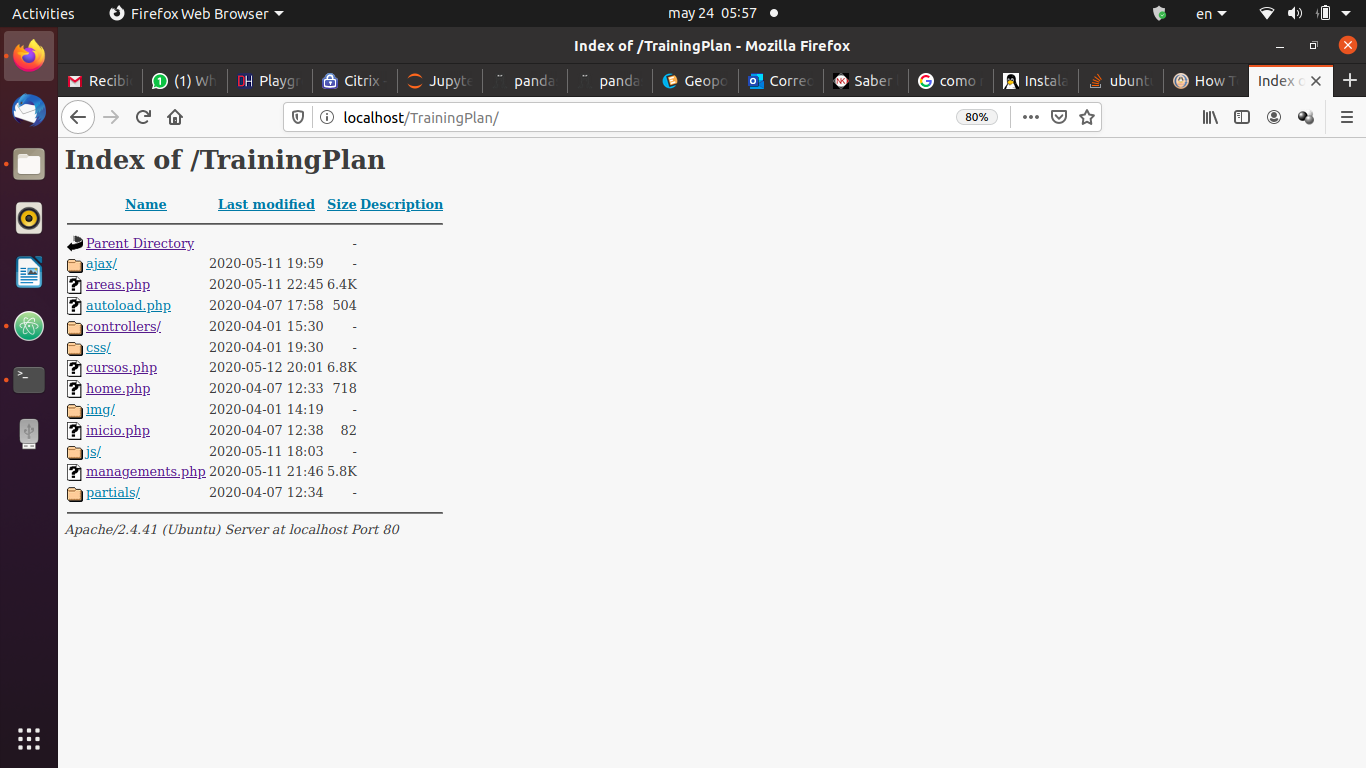 Activities Firefox Web Browser may 24 05:57 en
Index of /TrainingPlan - Mozilla Firefox
Recibi (1) Wh Playgr Citrix - Jupyte panda panda Geopo Correo Saber como Instala ubunt How T Index o
localhost/TrainingPlan/ 80%
Index of /TrainingPlan
Name Last modified Size Description
Parent Directory -
ajax/ 2020-05-11 19:59 -
areas.php 2020-05-11 22:45 6.4K
autoload.php 2020-04-07 17:58 504
controllers/ 2020-04-01 15:30 -
css/ 2020-04-01 19:30 -
cursos.php 2020-05-12 20:01 6.8K
home.php 2020-04-07 12:33 718
img/ 2020-04-01 14:19 -
inicio.php 2020-04-07 12:38 82
js/ 2020-05-11 18:03 -
managements.php 2020-05-11 21:46 5.8K
partials/ 2020-04-07 12:34 -
Apache/2.4.41 (Ubuntu) Server at localhost Port 80